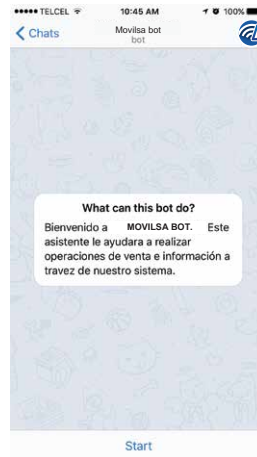 TELCEL 10:45 AM 100%
Chats Movilsa bot
bot
What can this bot do?
Bienvenido a MOVILSA BOT. Este
asistente le ayudara a realizar
operaciones de venta e información a
travez de nuestro sistema.
Start